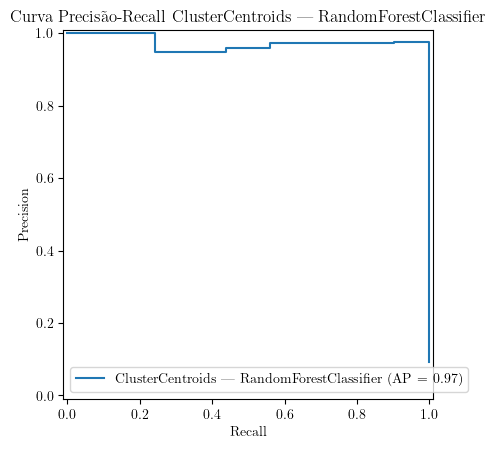 Curva Precisão-Recall ClusterCentroids — RandomForestClassifier
1.0
0.8
0.6
0.4
0.2
0.0
Precision
ClusterCentroids — RandomForestClassifier (AP = 0.97)
0.0 0.2 0.4 0.6 0.8 1.0
Recall